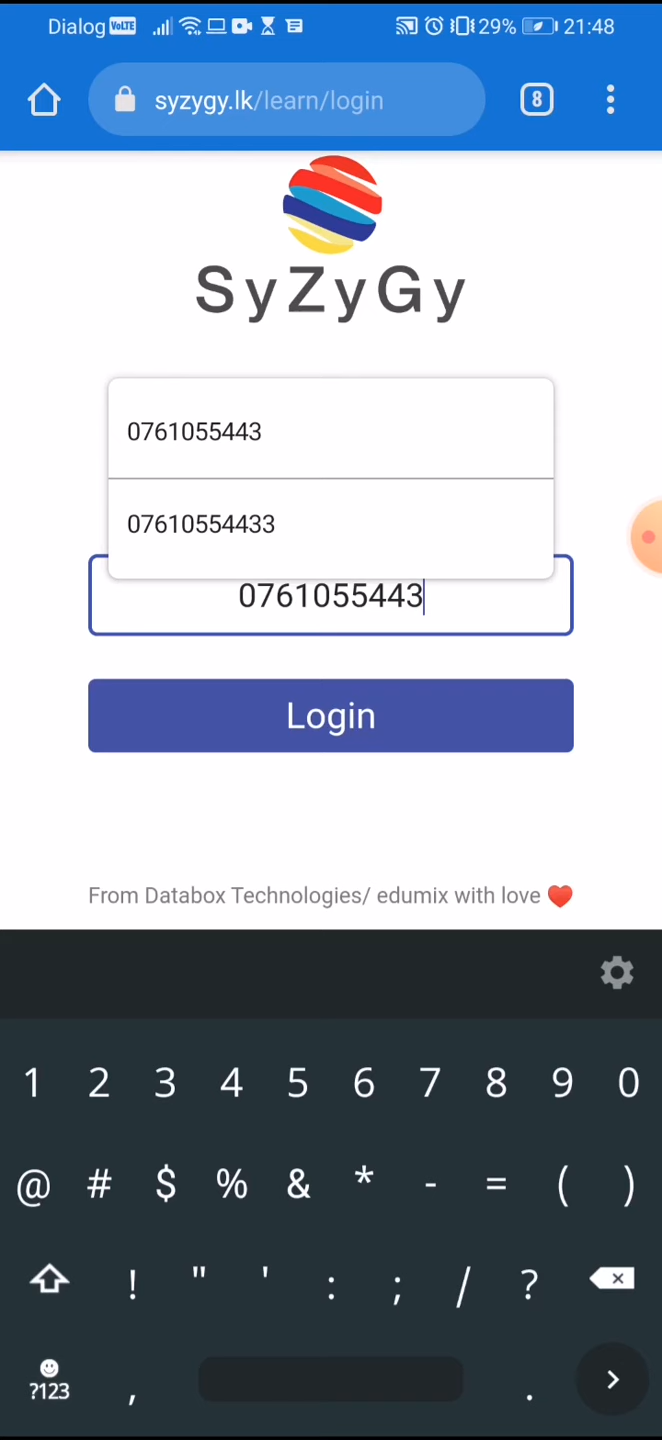 Dialog VoLTE 29% 21:48
syzygy.lk/learn/login 8
SyZyGy
0761055443
07610554433
0761055443
Login
From Databox Technologies/ edumix with love ❤️
1 2 3 4 5 6 7 8 9 0
@ # $ % & * - = ( )
! " ' : ; / ?
?123 , .